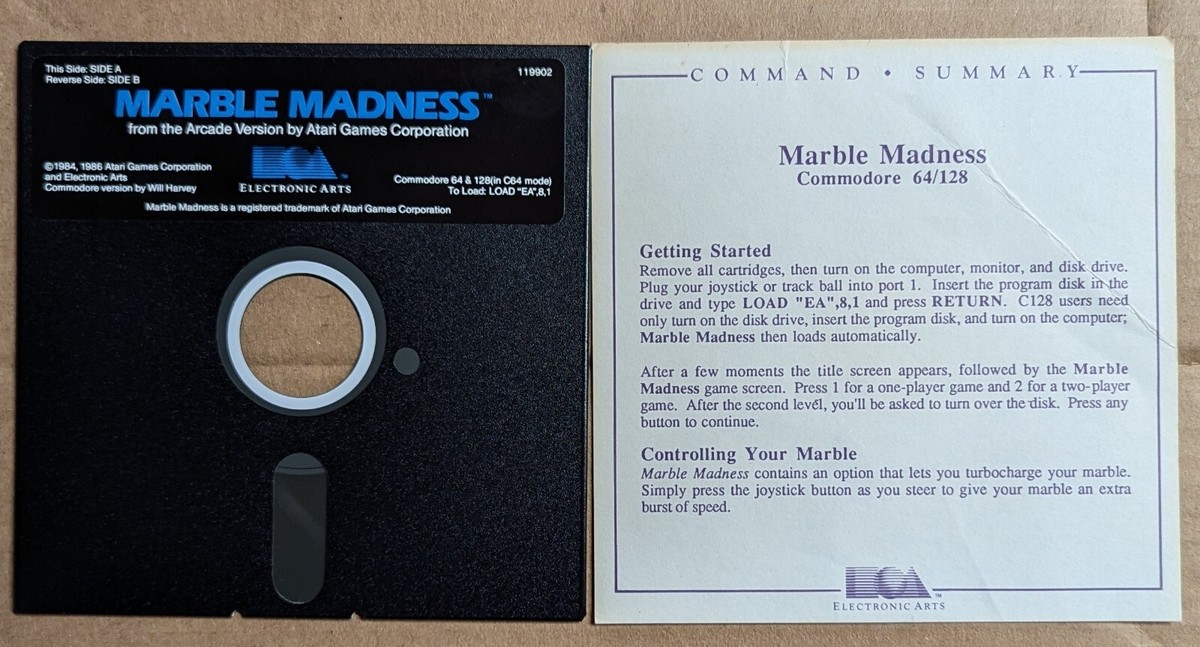 This Side: SIDE A
Reverse Side: SIDE B
119902
MARBLE MADNESS™
from the Arcade Version by Atari Games Corporation
©1984, 1986 Atari Games Corporation
and Electronic Arts
Commodore version by Will Harvey
ELECTRONIC ARTS
Commodore 64 & 128(in C64 mode)
To Load: LOAD "EA",8,1
Marble Madness is a registered trademark of Atari Games Corporation
COMMAND • SUMMARY
Marble Madness
Commodore 64/128
Getting Started
Remove all cartridges, then turn on the computer, monitor, and disk drive.
Plug your joystick or track ball into port 1. Insert the program disk in the
drive and type LOAD "EA",8,1 and press RETURN. C128 users need
only turn on the disk drive, insert the program disk, and turn on the computer;
Marble Madness then loads automatically.
After a few moments the title screen appears, followed by the Marble
Madness game screen. Press 1 for a one-player game and 2 for a two-player
game. After the second level, you'll be asked to turn over the disk. Press any
button to continue.
Controlling Your Marble
Marble Madness contains an option that lets you turbocharge your marble.
Simply press the joystick button as you steer to give your marble an extra
burst of speed.
™
ELECTRONIC ARTS